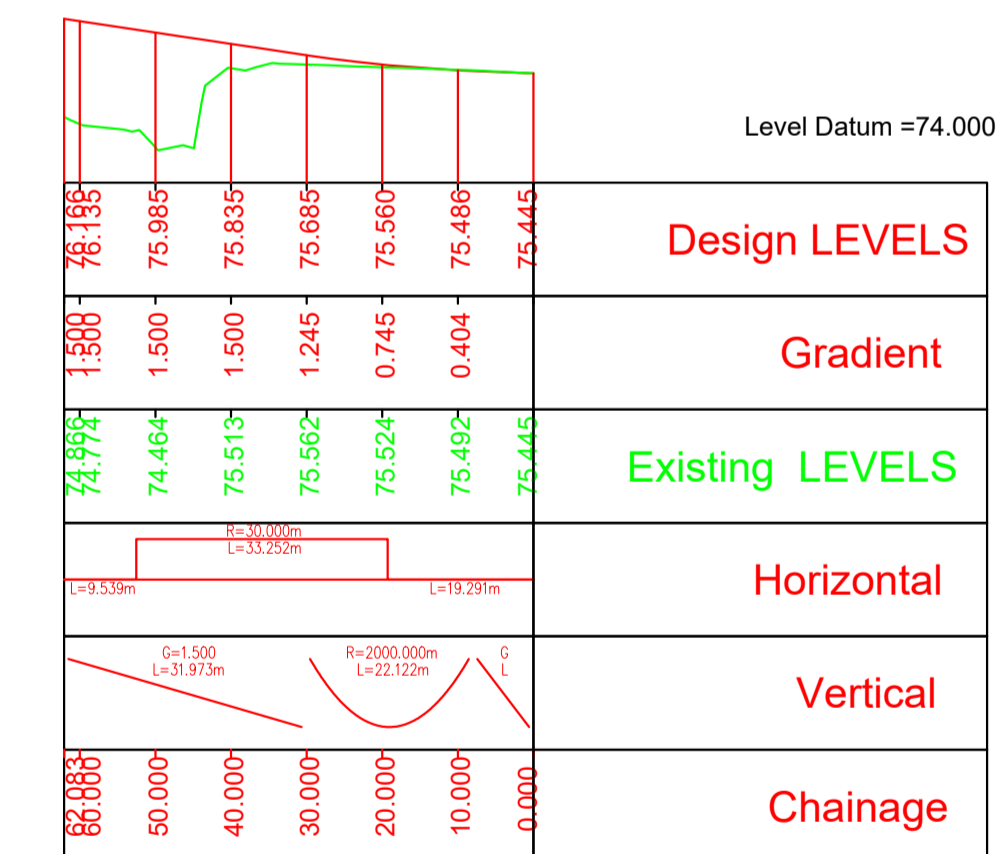 Level Datum =74.000
76.166 76.135 75.985 75.835 75.685 75.560 75.486 75.445 Design LEVELS
1.500 1.500 1.500 1.500 1.245 0.745 0.404 Gradient
74.866 74.774 74.464 75.513 75.562 75.524 75.492 75.445 Existing LEVELS
R=30.000m
L=33.252m
L=9.539m L=19.291m
Horizontal
G=1.500 R=2000.000m G
L=31.973m L=22.122m L
Vertical
62.083 60.000 50.000 40.000 30.000 20.000 10.000 0.000 Chainage